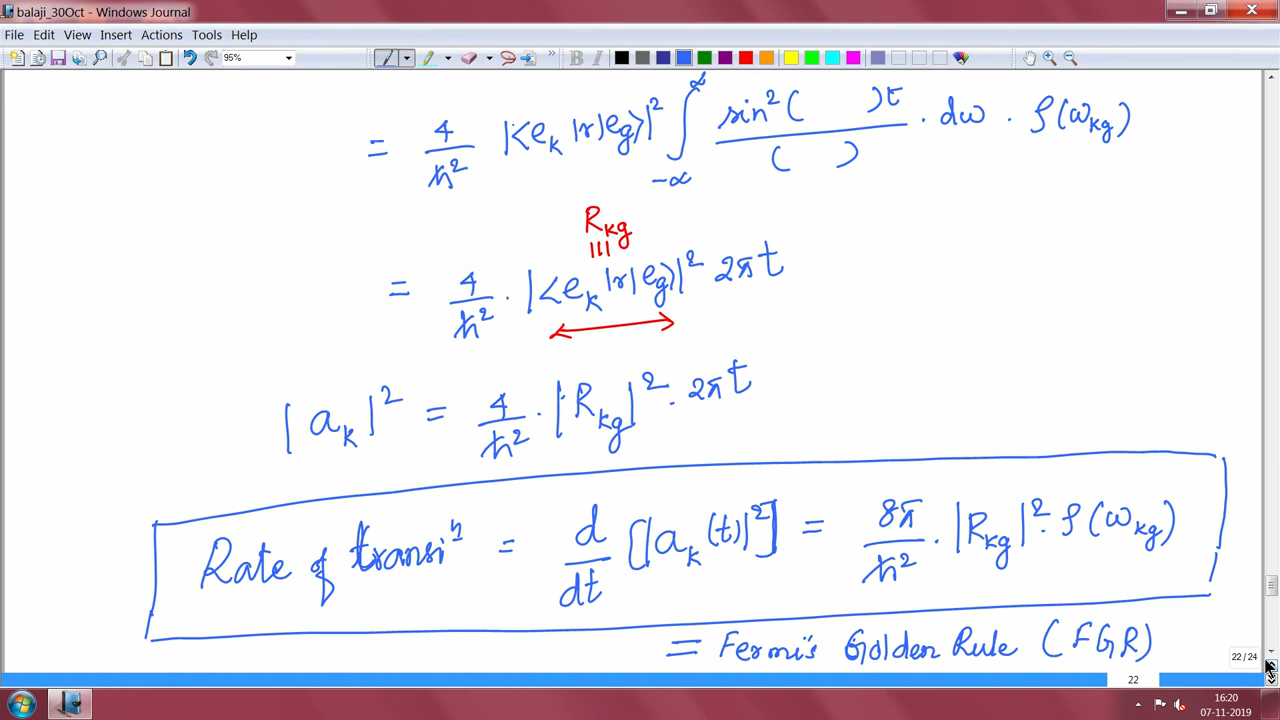 balaji_30Oct - Windows Journal
File Edit View Insert Actions Tools Help
95%
= 4/ħ² |<e_k|r|e_g>|² ∫_{-∝}^{∝} sin²( )t / ( ) . dω . ρ(ω_kg)
R_kg
|||
= 4/ħ² . |<e_k|r|e_g>|² 2πt
|a_k|² = 4/ħ² . |R_kg|² . 2πt
Rate of transiⁿ = d/dt [|a_k(t)|²] = 8π/ħ² . |R_kg|² . ρ(ω_kg)
= Fermi's Golden Rule (FGR)
22 / 24
22
16:20
07-11-2019